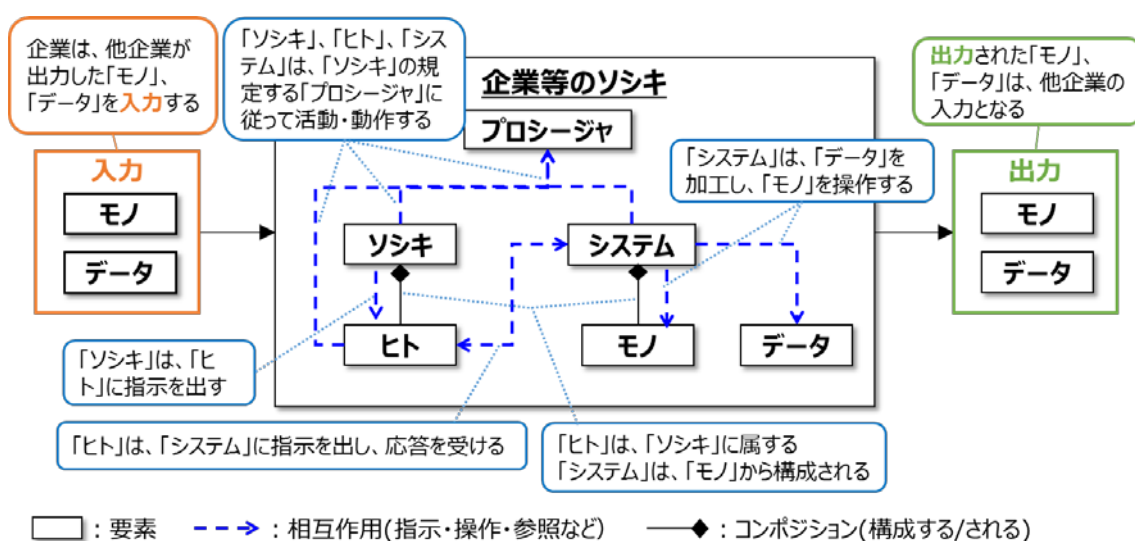 企業は、他企業が
出力した「モノ」、
「データ」を入力する
「ソシキ」、「ヒト」、「シス
テム」は、「ソシキ」の規
定する「プロシージャ」に
従って活動・動作する
出力された「モノ」、
「データ」は、他企業の
入力となる
企業等のソシキ
プロシージャ
「システム」は、「データ」を
加工し、「モノ」を操作する
入力
モノ
データ
ソシキ
システム
ヒト
モノ
データ
出力
モノ
データ
「ソシキ」は、「ヒ
ト」に指示を出す
「ヒト」は、「システム」に指示を出し、応答を受ける
「ヒト」は、「ソシキ」に属する
「システム」は、「モノ」から構成される
：要素
：相互作用(指示・操作・参照など)
：コンポジション(構成する/される)